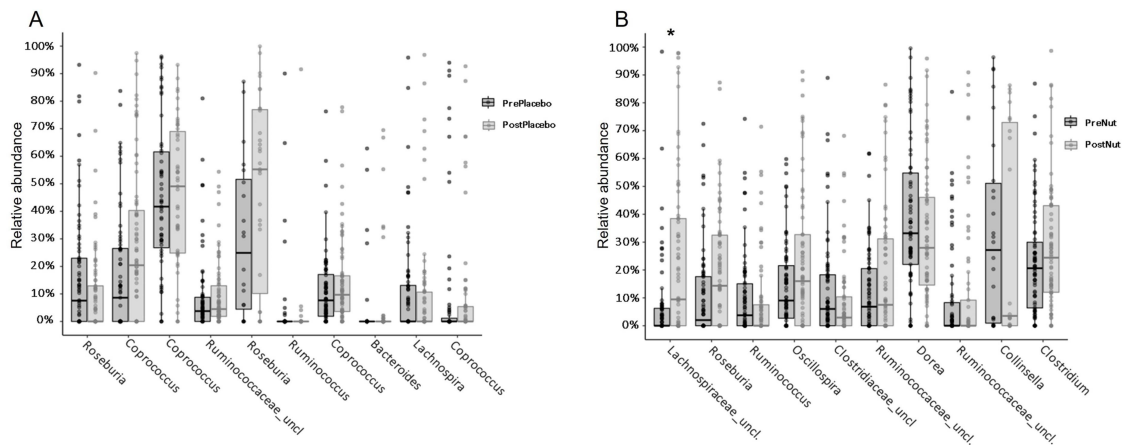 A
Relative abundance
100%
90%
80%
70%
60%
50%
40%
30%
20%
10%
0%
PrePlacebo
PostPlacebo
Roseburia
Coprococcus
Coprococcus
Ruminococcaceae_uncl
Roseburia
Ruminococcus
Coprococcus
Bacteroides
Lachnospira
Coprococcus
B
Relative abundance
100%
90%
80%
70%
60%
50%
40%
30%
20%
10%
0%
*
PreNut
PostNut
Lachnospiraceae_uncl.
Roseburia
Ruminococcus
Oscillospira
Clostridiaceae_uncl
Ruminococcaceae_uncl.
Dorea
Ruminococcaceae_uncl.
Collinsella
Clostridium